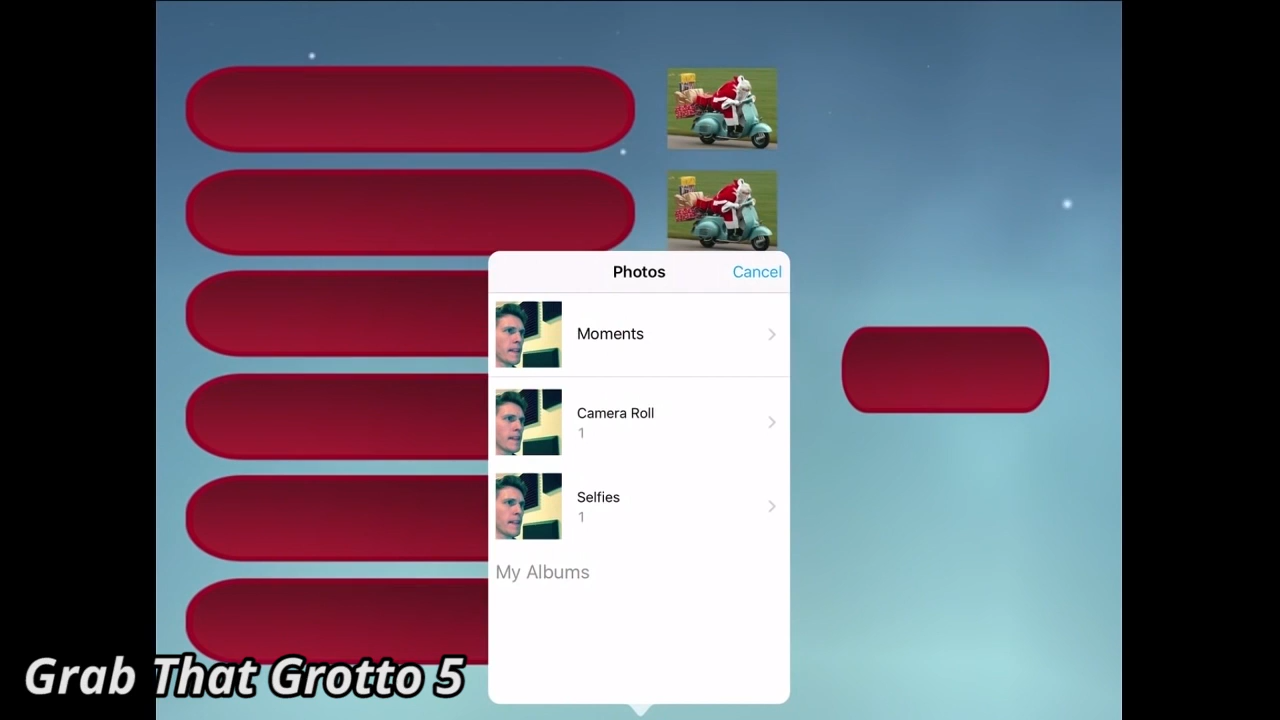 Photos
Cancel
Moments
Camera Roll
1
Selfies
1
My Albums
Grab That Grotto 5